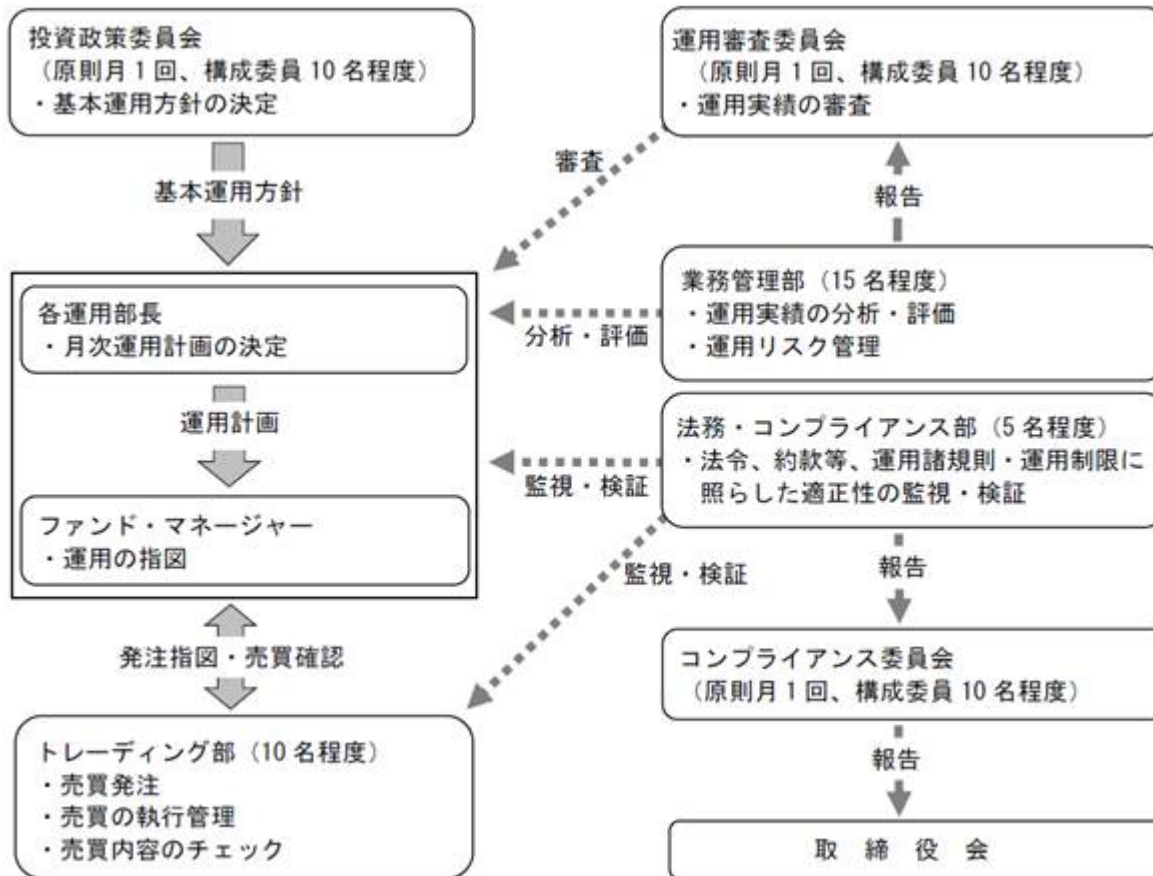 投資政策委員会
（原則月１回、構成委員 10 名程度）
・基本運用方針の決定
基本運用方針
各運用部長
・月次運用計画の決定
運用計画
ファンド・マネージャー
・運用の指図
発注指図・売買確認
トレーディング部（10 名程度）
・売買発注
・売買の執行管理
・売買内容のチェック
運用審査委員会
（原則月１回、構成委員 10 名程度）
・運用実績の審査
審査
報告
業務管理部（15 名程度）
・運用実績の分析・評価
・運用リスク管理
分析・評価
法務・コンプライアンス部（5 名程度）
・法令、約款等、運用諸規則・運用制限に
照らした適正性の監視・検証
監視・検証
監視・検証
報告
コンプライアンス委員会
（原則月１回、構成委員 10 名程度）
報告
取　締　役　会